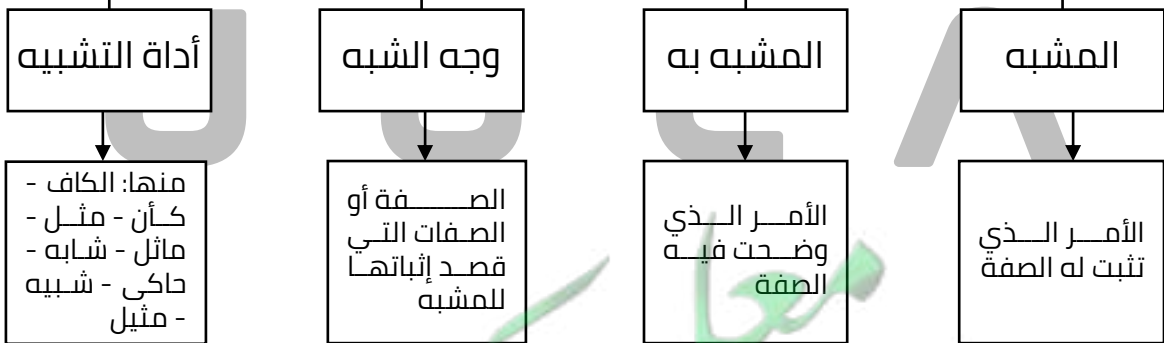 المشبه
المشبه به
وجه الشبه
أداة التشبيه
الأمر الذي
تثبت له الصفة
الأمر الذي
وضحت فيه
الصفة
الصفة أو
الصفات التي
قصد إثباتها
للمشبه
منها: الكاف -
كأن - مثل -
ماثل - شابه -
حاكى - شبيه
- مثيل